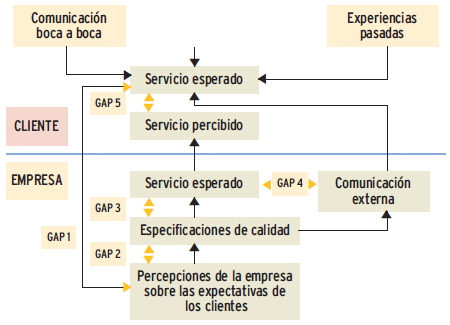 Comunicación
boca a boca
Experiencias
pasadas
Servicio esperado
GAP 5
CLIENTE
Servicio percibido
EMPRESA
Servicio esperado
GAP 4
Comunicación
externa
GAP 3
Especificaciones de calidad
GAP 1
GAP 2
Percepciones de la empresa
sobre las expectativas de
los clientes